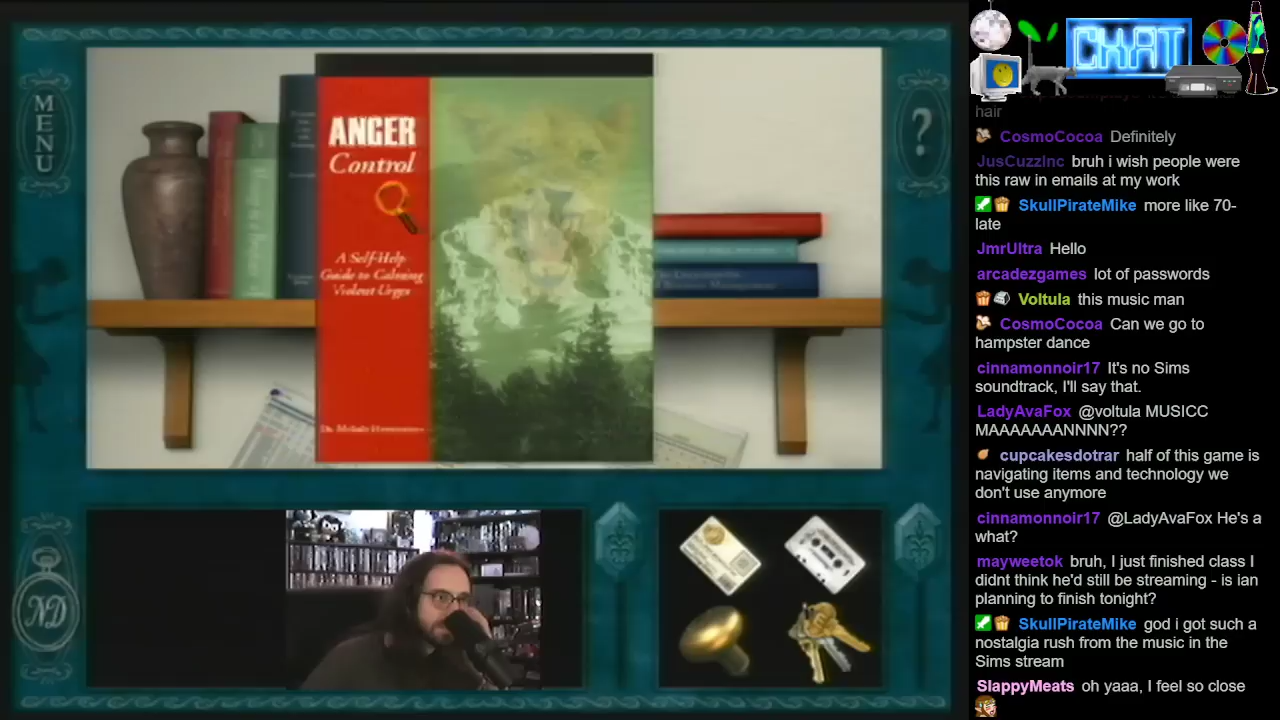 MENU
?
ANGER
Control
A Self-Help
Guide to Calming
Violent Urges
ND
CHAT
hair
CosmoCocoa Definitely
JusCuzzInc bruh i wish people were
this raw in emails at my work
SkullPirateMike more like 70-
late
JmrUltra Hello
arcadezgames lot of passwords
Voltula this music man
CosmoCocoa Can we go to
hampster dance
cinnamonnoir17 It's no Sims
soundtrack, I'll say that.
LadyAvaFox @voltula MUSICC
MAAAAAAANNNN??
cupcakesdotrar half of this game is
navigating items and technology we
don't use anymore
cinnamonnoir17 @LadyAvaFox He's a
what?
mayweetok bruh, I just finished class I
didnt think he'd still be streaming - is ian
planning to finish tonight?
SkullPirateMike god i got such a
nostalgia rush from the music in the
Sims stream
SlappyMeats oh yaaa, I feel so close